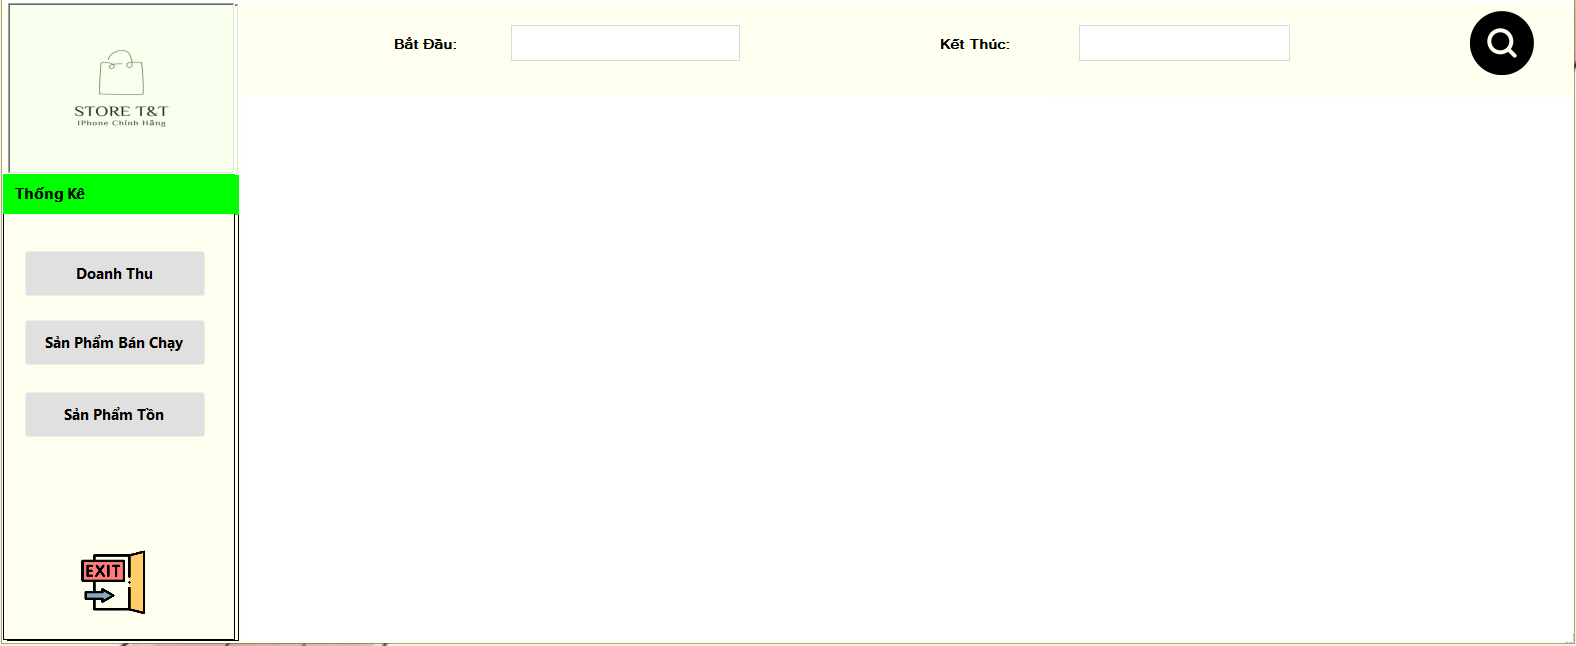 STORE T&T
IPhone Chính Hãng
Bắt Đầu:
Kết Thúc:
Thống Kê
Doanh Thu
Sản Phẩm Bán Chạy
Sản Phẩm Tồn
EXIT